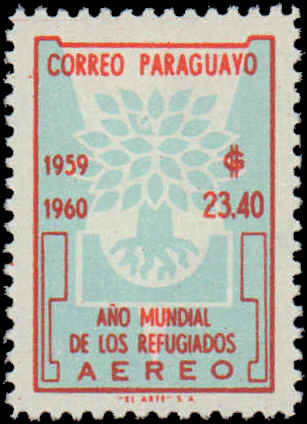 CORREO PARAGUAYO
1959
₲
1960
23,40
AÑO MUNDIAL
DE LOS REFUGIADOS
AEREO
"EL ARTE" S.A.